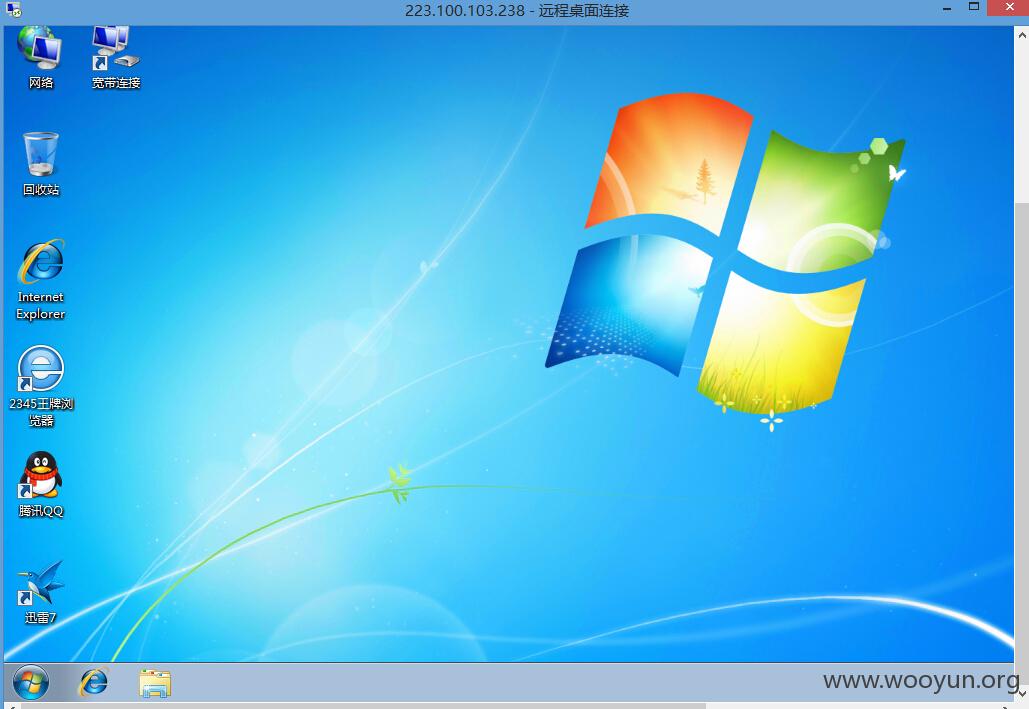 223.100.103.238 - 远程桌面连接
网络
宽带连接
回收站
Internet
Explorer
2345王牌浏
览器
腾讯QQ
迅雷7
www.wooyun.org